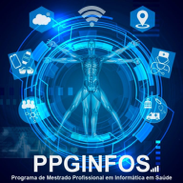 PPGINFOS
Programa de Mestrado Profissional em Informática em Saúde